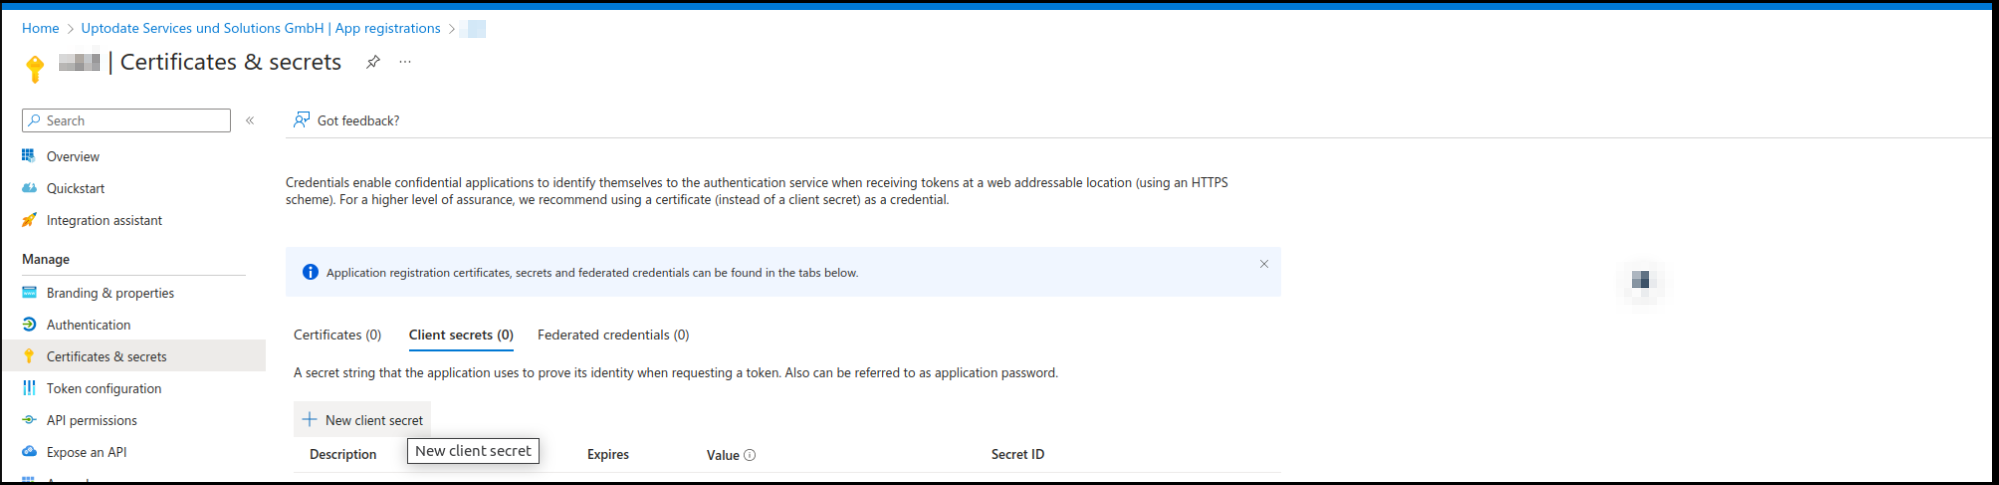 Home > Uptodate Services und Solutions GmbH | App registrations >
| Certificates & secrets
Search
Got feedback?
Overview
Quickstart
Integration assistant
Manage
Branding & properties
Authentication
Certificates & secrets
Token configuration
API permissions
Expose an API
Credentials enable confidential applications to identify themselves to the authentication service when receiving tokens at a web addressable location (using an HTTPS
scheme). For a higher level of assurance, we recommend using a certificate (instead of a client secret) as a credential.
Application registration certificates, secrets and federated credentials can be found in the tabs below.
Certificates (0) Client secrets (0) Federated credentials (0)
A secret string that the application uses to prove its identity when requesting a token. Also can be referred to as application password.
New client secret
New client secret
Description Expires Value Secret ID